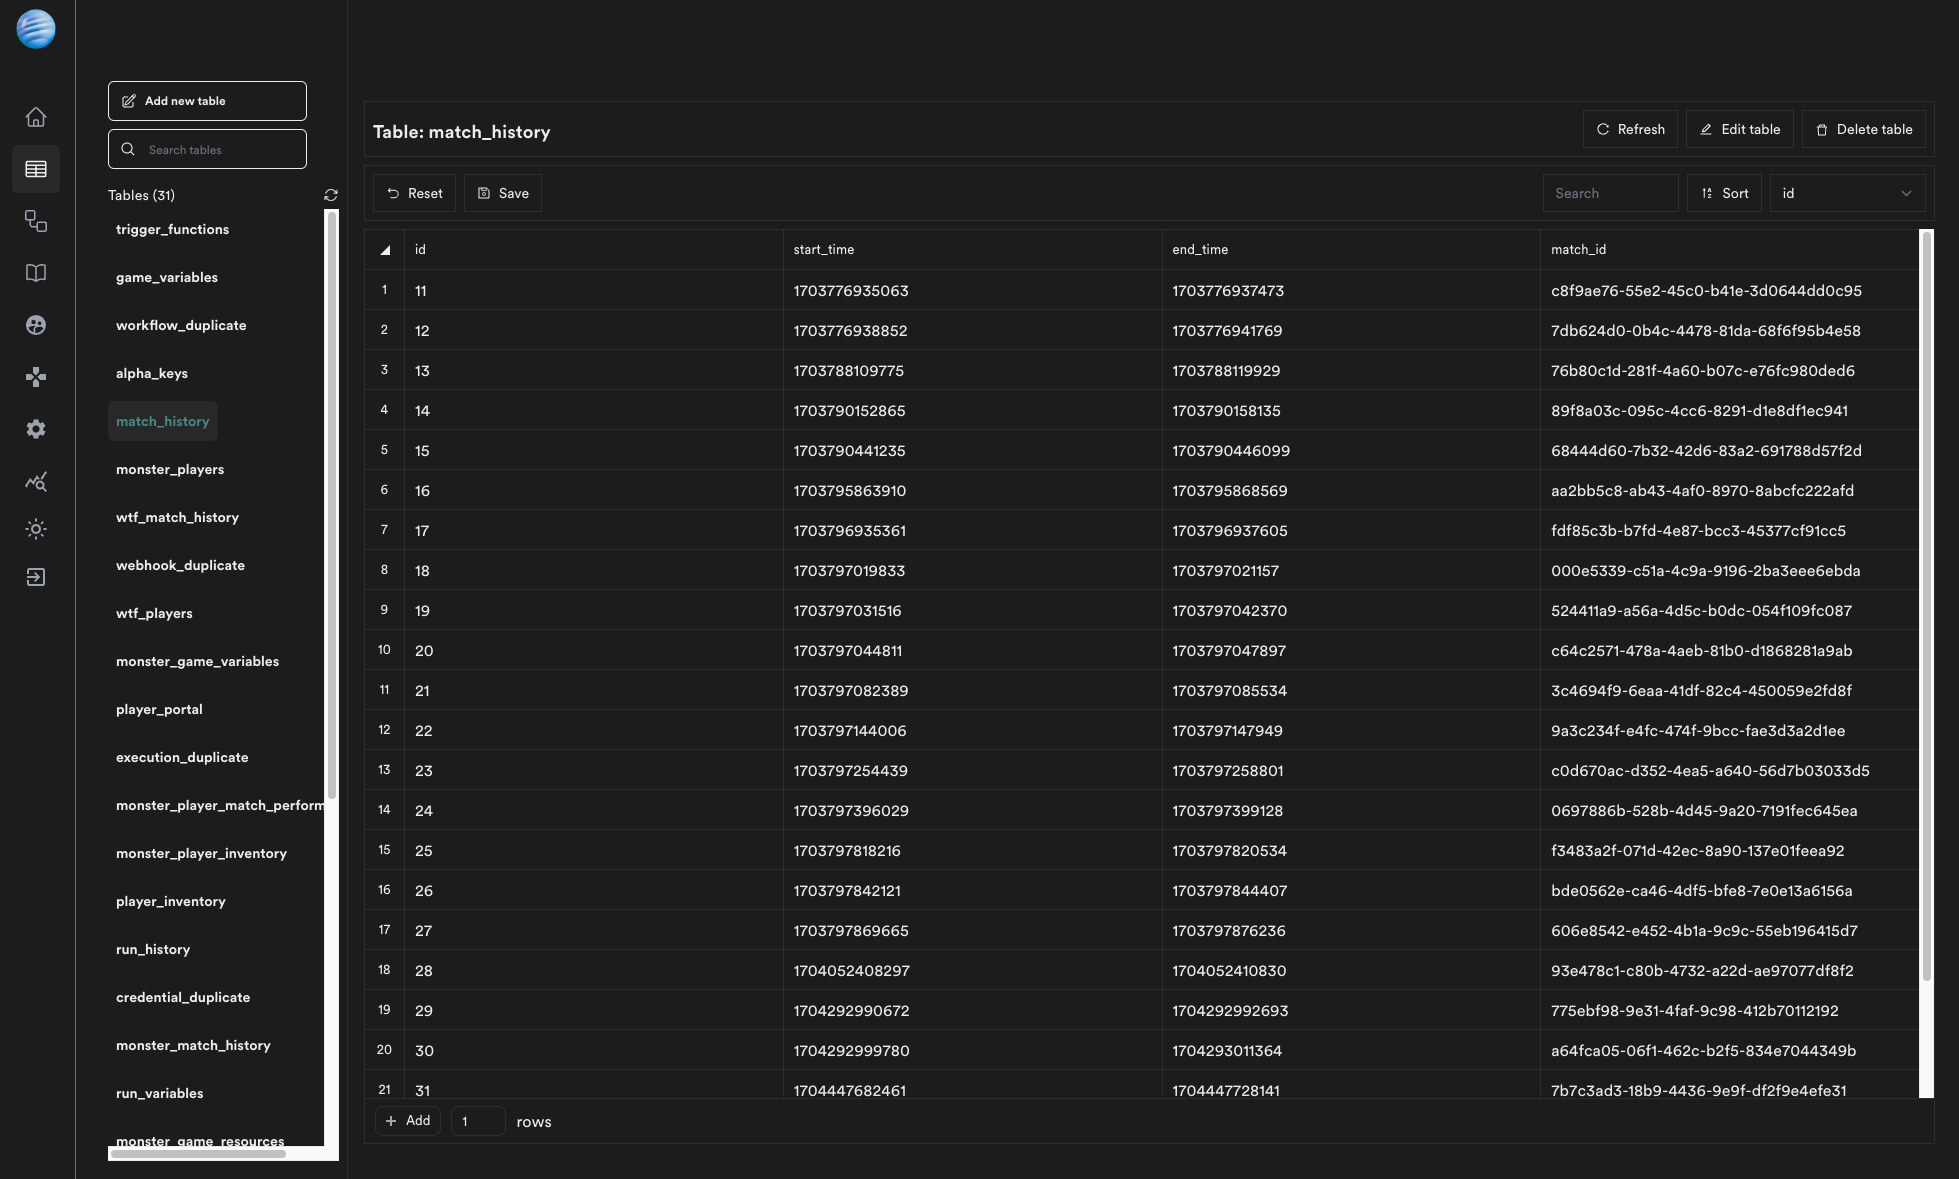 Add new table
Search tables
Tables (31)
trigger_functions
game_variables
workflow_duplicate
alpha_keys
match_history
monster_players
wtf_match_history
webhook_duplicate
wtf_players
monster_game_variables
player_portal
execution_duplicate
monster_player_match_perform
monster_player_inventory
player_inventory
run_history
credential_duplicate
monster_match_history
run_variables
monster_game_resources
Table: match_history
Refresh Edit table Delete table
Reset Save Search Sort id
id start_time end_time match_id
1 11 1703776935063 1703776937473 c8f9ae76-55e2-45c0-b41e-3d0644dd0c95
2 12 1703776938852 1703776941769 7db624d0-0b4c-4478-81da-68f6f95b4e58
3 13 1703788109775 1703788119929 76b80c1d-281f-4a60-b07c-e76fc980ded6
4 14 1703790152865 1703790158135 89f8a03c-095c-4cc6-8291-d1e8df1ec941
5 15 1703790441235 1703790446099 68444d60-7b32-42d6-83a2-691788d57f2d
6 16 1703795863910 1703795868569 aa2bb5c8-ab43-4af0-8970-8abcfc222afd
7 17 1703796935361 1703796937605 fdf85c3b-b7fd-4e87-bcc3-45377cf91cc5
8 18 1703797019833 1703797021157 000e5339-c51a-4c9a-9196-2ba3eee6ebda
9 19 1703797031516 1703797042370 524411a9-a56a-4d5c-b0dc-054f109fc087
10 20 1703797044811 1703797047897 c64c2571-478a-4aeb-81b0-d1868281a9ab
11 21 1703797082389 1703797085534 3c4694f9-6eaa-41df-82c4-450059e2fd8f
12 22 1703797144006 1703797147949 9a3c234f-e4fc-474f-9bcc-fae3d3a2d1ee
13 23 1703797254439 1703797258801 c0d670ac-d352-4ea5-a640-56d7b03033d5
14 24 1703797396029 1703797399128 0697886b-528b-4d45-9a20-7191fec645ea
15 25 1703797818216 1703797820534 f3483a2f-071d-42ec-8a90-137e01feea92
16 26 1703797842121 1703797844407 bde0562e-ca46-4df5-bfe8-7e0e13a6156a
17 27 1703797869665 1703797876236 606e8542-e452-4b1a-9c9c-55eb196415d7
18 28 1704052408297 1704052410830 93e478c1-c80b-4732-a22d-ae97077df8f2
19 29 1704292990672 1704292992693 775ebf98-9e31-4faf-9c98-412b70112192
20 30 1704292999780 1704293011364 a64fca05-06f1-462c-b2f5-834e7044349b
21 31 1704447682461 1704447728141 7b7c3ad3-18b9-4436-9e9f-df2f9e4efe31
Add 1 rows